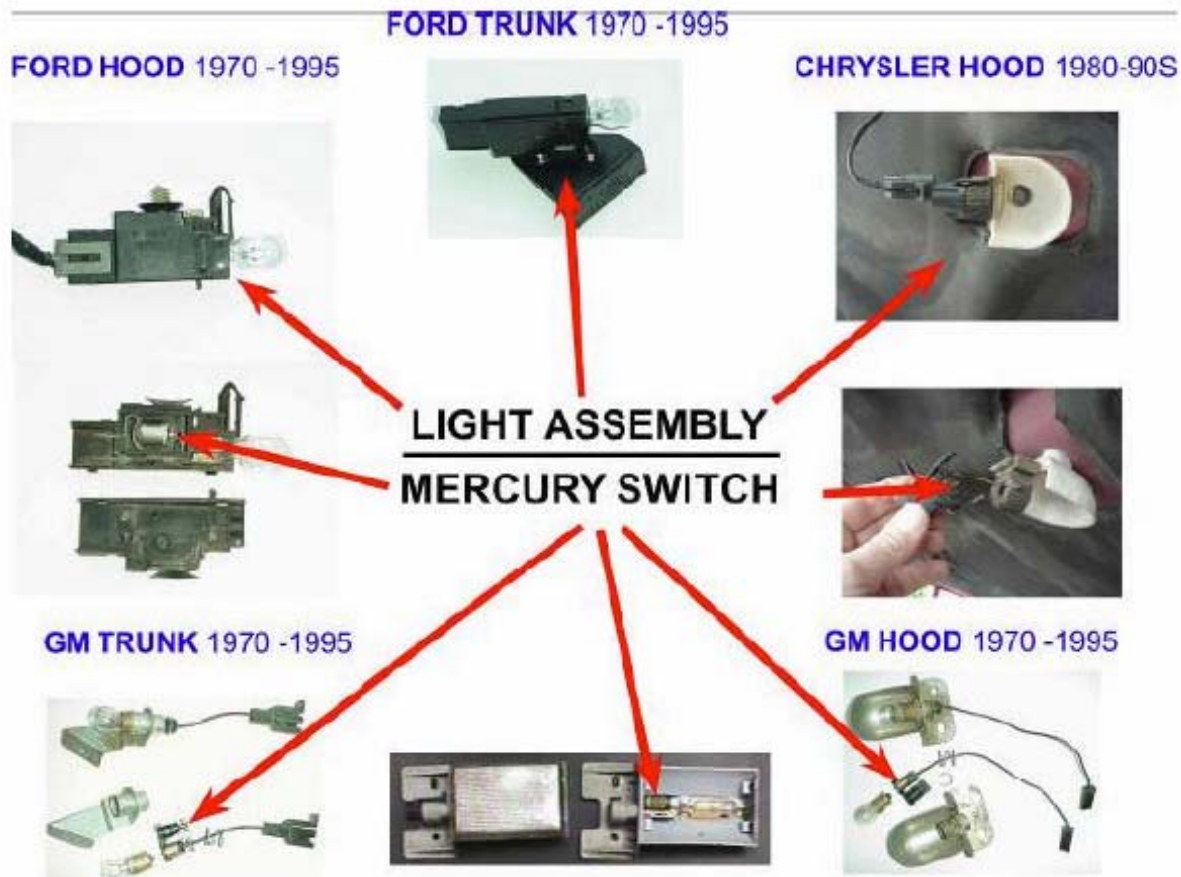 FORD TRUNK 1970 -1995
FORD HOOD 1970 -1995
CHRYSLER HOOD 1980-90S
LIGHT ASSEMBLY
MERCURY SWITCH
GM TRUNK 1970 -1995
GM HOOD 1970 -1995